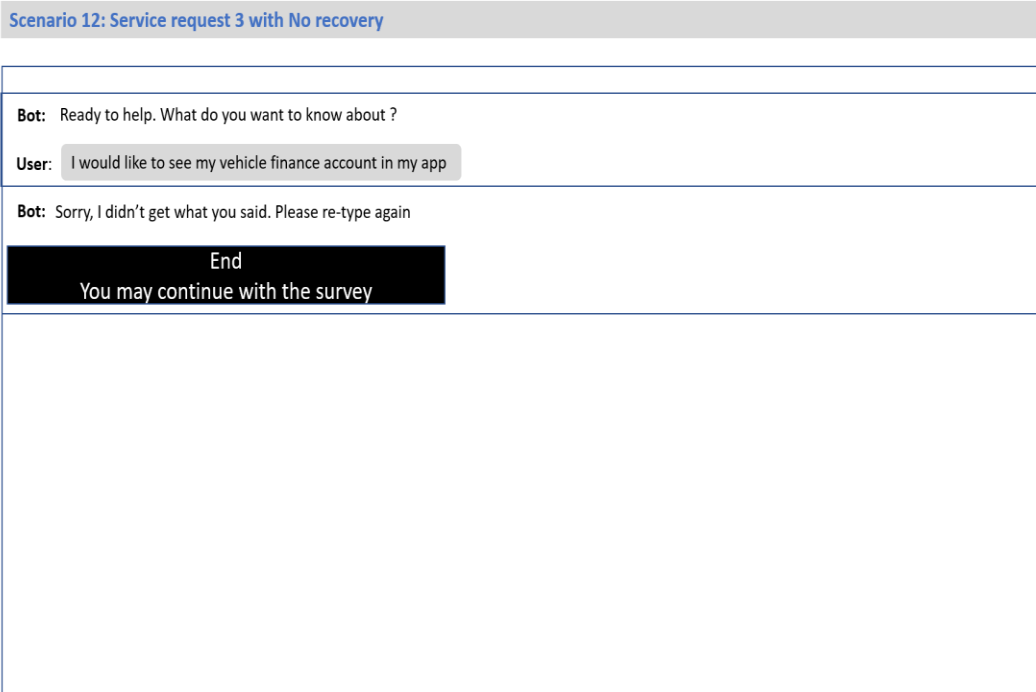 Scenario 12: Service request 3 with No recovery
Bot: Ready to help. What do you want to know about ?
User: I would like to see my vehicle finance account in my app
Bot: Sorry, I didn’t get what you said. Please re-type again
End
You may continue with the survey